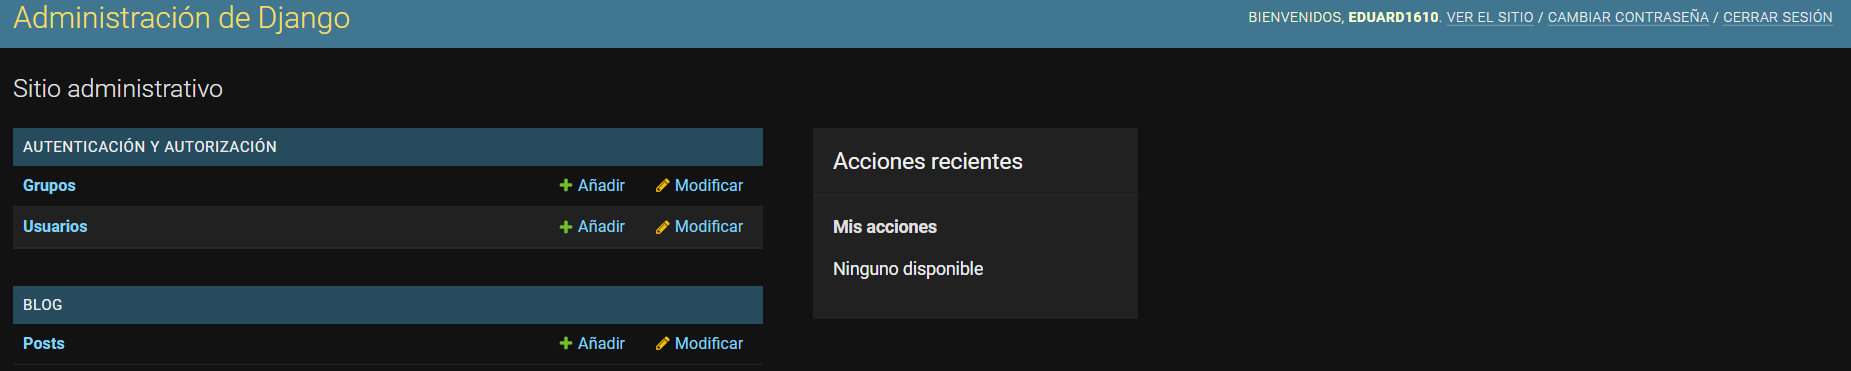 Administración de Django
BIENVENIDOS, EDUARD1610. VER EL SITIO / CAMBIAR CONTRASEÑA / CERRAR SESIÓN
Sitio administrativo
AUTENTICACIÓN Y AUTORIZACIÓN
Grupos Añadir Modificar
Usuarios Añadir Modificar
BLOG
Posts Añadir Modificar
Acciones recientes
Mis acciones
Ninguno disponible